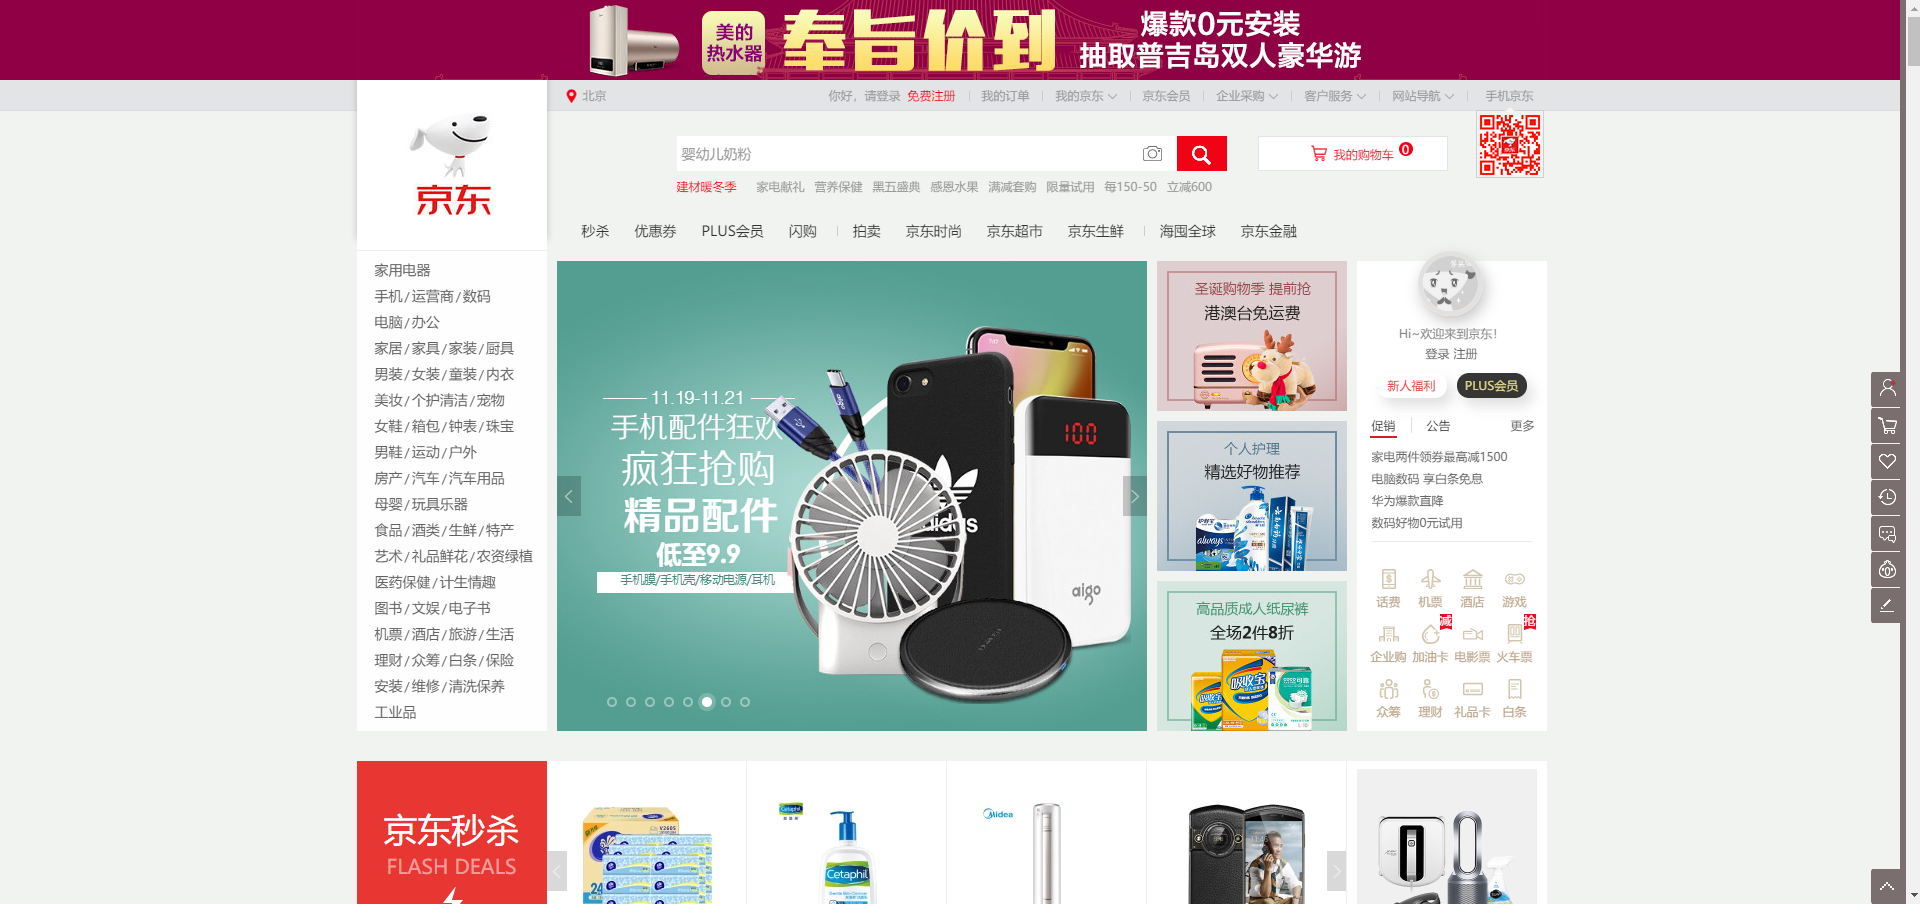 美的
热水器
奉旨价到
爆款0元安装
抽取普吉岛双人豪华游
北京
你好，请登录 免费注册 我的订单 我的京东 京东会员 企业采购 客户服务 网站导航 手机京东
京东
婴幼儿奶粉
我的购物车 0
建材暖冬季 家电献礼 营养保健 黑五盛典 感恩水果 满减套购 限量试用 每150-50 立减600
秒杀 优惠券 PLUS会员 闪购 拍卖 京东时尚 京东超市 京东生鲜 海囤全球 京东金融
家用电器
手机/运营商/数码
电脑/办公
家居/家具/家装/厨具
男装/女装/童装/内衣
美妆/个护清洁/宠物
女鞋/箱包/钟表/珠宝
男鞋/运动/户外
房产/汽车/汽车用品
母婴/玩具乐器
食品/酒类/生鲜/特产
艺术/礼品鲜花/农资绿植
医药保健/计生情趣
图书/文娱/电子书
机票/酒店/旅游/生活
理财/众筹/白条/保险
安装/维修/清洗保养
工业品
11.19-11.21
手机配件狂欢
疯狂抢购
精品配件
低至9.9
手机膜/手机壳/移动电源/耳机
aigo
100
adidas
aigo
圣诞购物季 提前抢
港澳台免运费
个人护理
精选好物推荐
always
高品质成人纸尿裤
全场2件8折
吸收宝
Hi~欢迎来到京东!
登录 注册
新人福利 PLUS会员
促销 公告 更多
家电两件领券最高减1500
电脑数码 享白条免息
华为爆款直降
数码好物0元试用
话费 机票 酒店 游戏
减 抢
企业购 加油卡 电影票 火车票
众筹 理财 礼品卡 白条
京东秒杀
FLASH DEALS
V2605
24
Cetaphil
Cetaphil
Midea